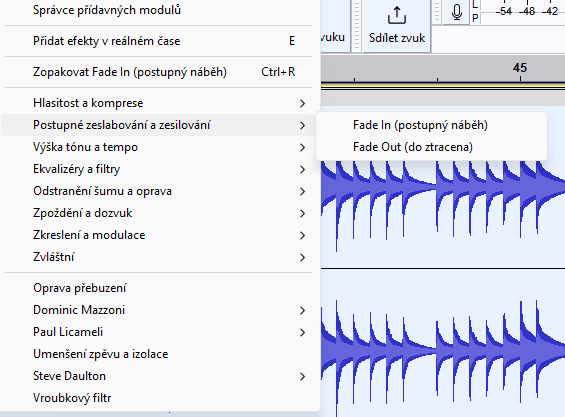 Správce přídavných modulů
Přidat efekty v reálném čase E
Zopakovat Fade In (postupný náběh) Ctrl+R
Hlasitost a komprese
Postupné zeslabování a zesilování
Výška tónu a tempo
Ekvalizéry a filtry
Odstranění šumu a oprava
Zpoždění a dozvuk
Zkreslení a modulace
Zvláštní
Oprava přebuzení
Dominic Mazzoni
Paul Licameli
Umenšení zpěvu a izolace
Steve Daulton
Vroubkový filtr
Fade In (postupný náběh)
Fade Out (do ztracena)
vuku
Sdílet zvuk
L
P
-54 -48 -42
45